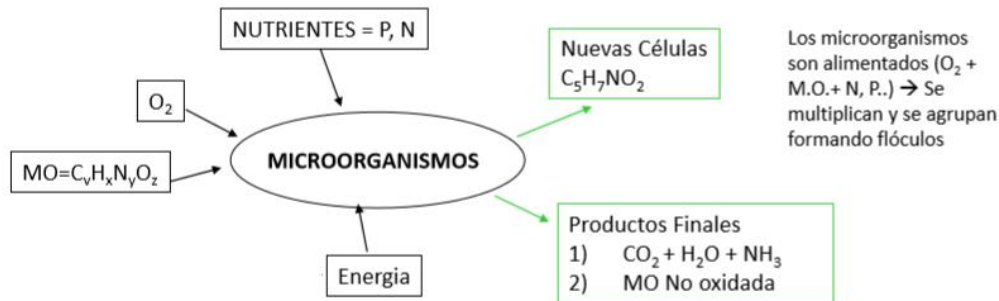 NUTRIENTES = P, N
O₂
MO=CᵥHₓNyOz
MICROORGANISMOS
Energia
Nuevas Células
C₅H₇NO₂
Productos Finales
1) CO₂ + H₂O + NH₃
2) MO No oxidada
Los microorganismos
son alimentados (O₂ +
M.O.+ N, P..) → Se
multiplican y se agrupan
formando flóculos